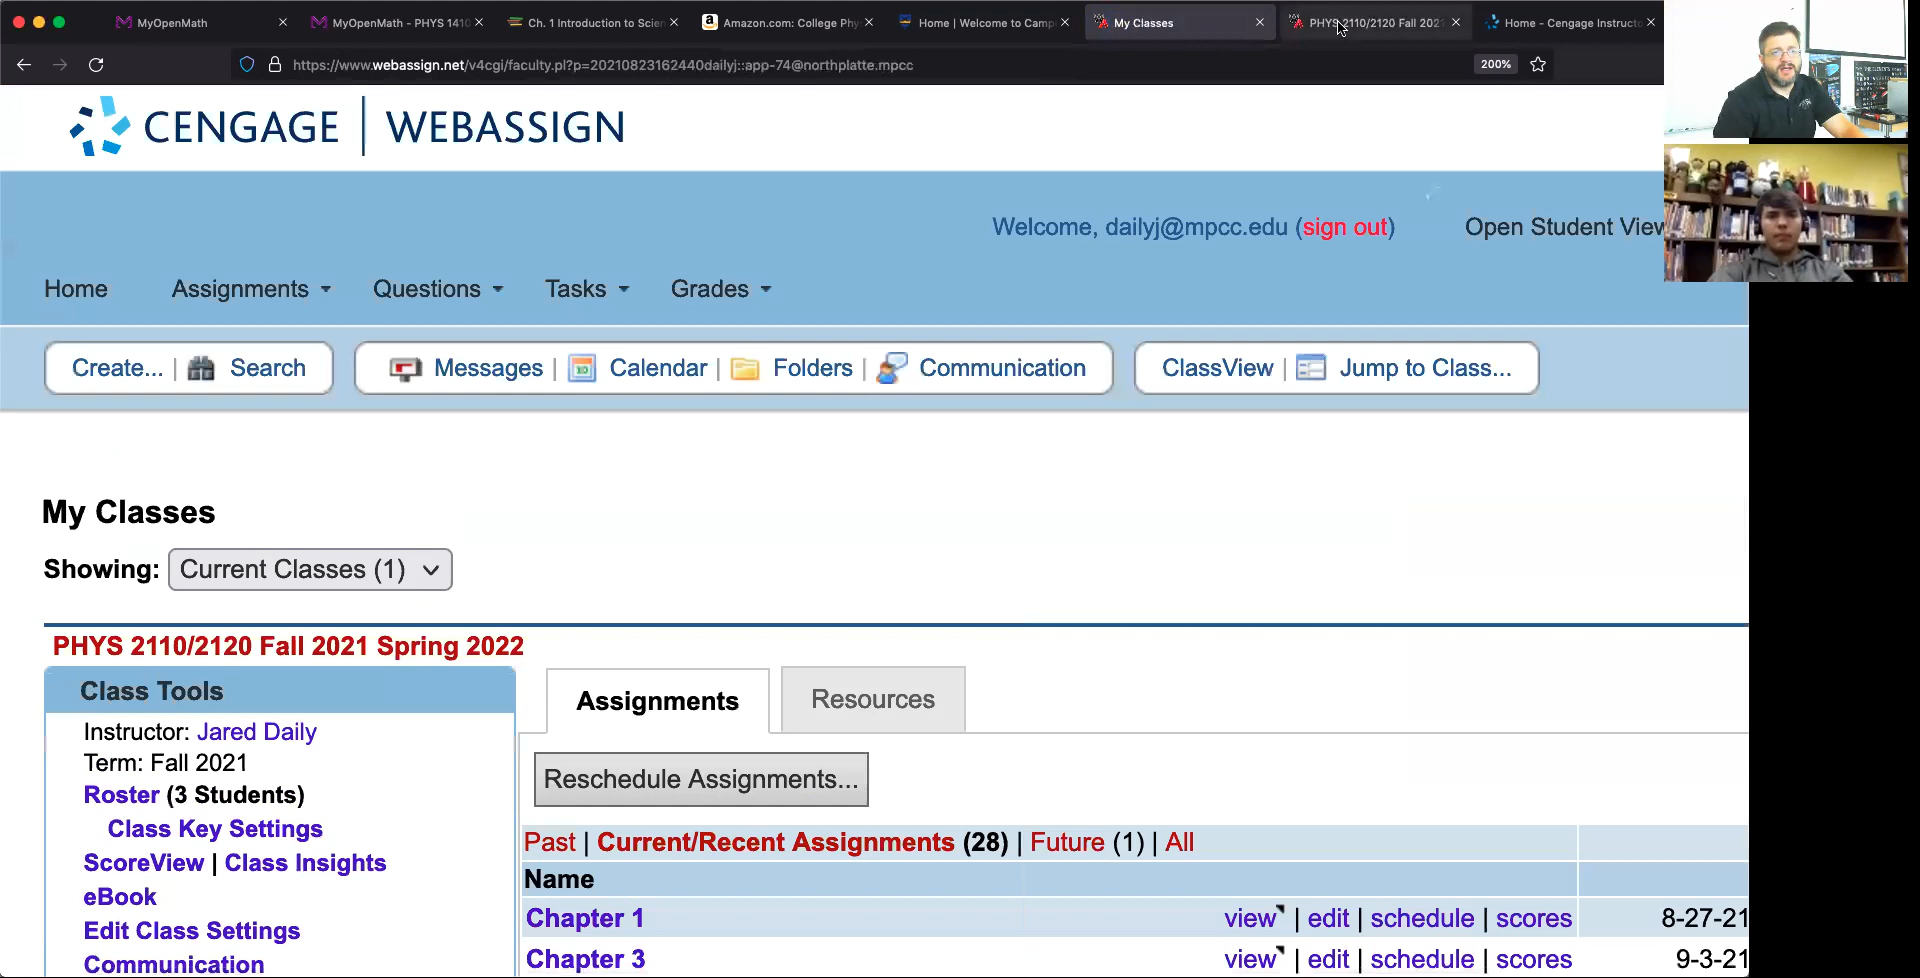 MyOpenMath
MyOpenMath - PHYS 1410
Ch. 1 Introduction to Scien
Amazon.com: College Phy
Home | Welcome to Camp
My Classes
PHYS 2110/2120 Fall 2021
Home - Cengage Instructo
https://www.webassign.net/v4cgi/faculty.pl?p=20210823162440dailyj::app-74@northplatte.mpcc
200%
CENGAGE | WEBASSIGN
Welcome, dailyj@mpcc.edu (sign out)
Open Student View
Home
Assignments
Questions
Tasks
Grades
Create... | Search
Messages | Calendar | Folders | Communication
ClassView | Jump to Class...
My Classes
Showing: Current Classes (1)
PHYS 2110/2120 Fall 2021 Spring 2022
Class Tools
Instructor: Jared Daily
Term: Fall 2021
Roster (3 Students)
Class Key Settings
ScoreView | Class Insights
eBook
Edit Class Settings
Communication
Assignments
Resources
Reschedule Assignments...
Past | Current/Recent Assignments (28) | Future (1) | All
Name
Chapter 1 view | edit | schedule | scores 8-27-21
Chapter 3 view | edit | schedule | scores 9-3-21